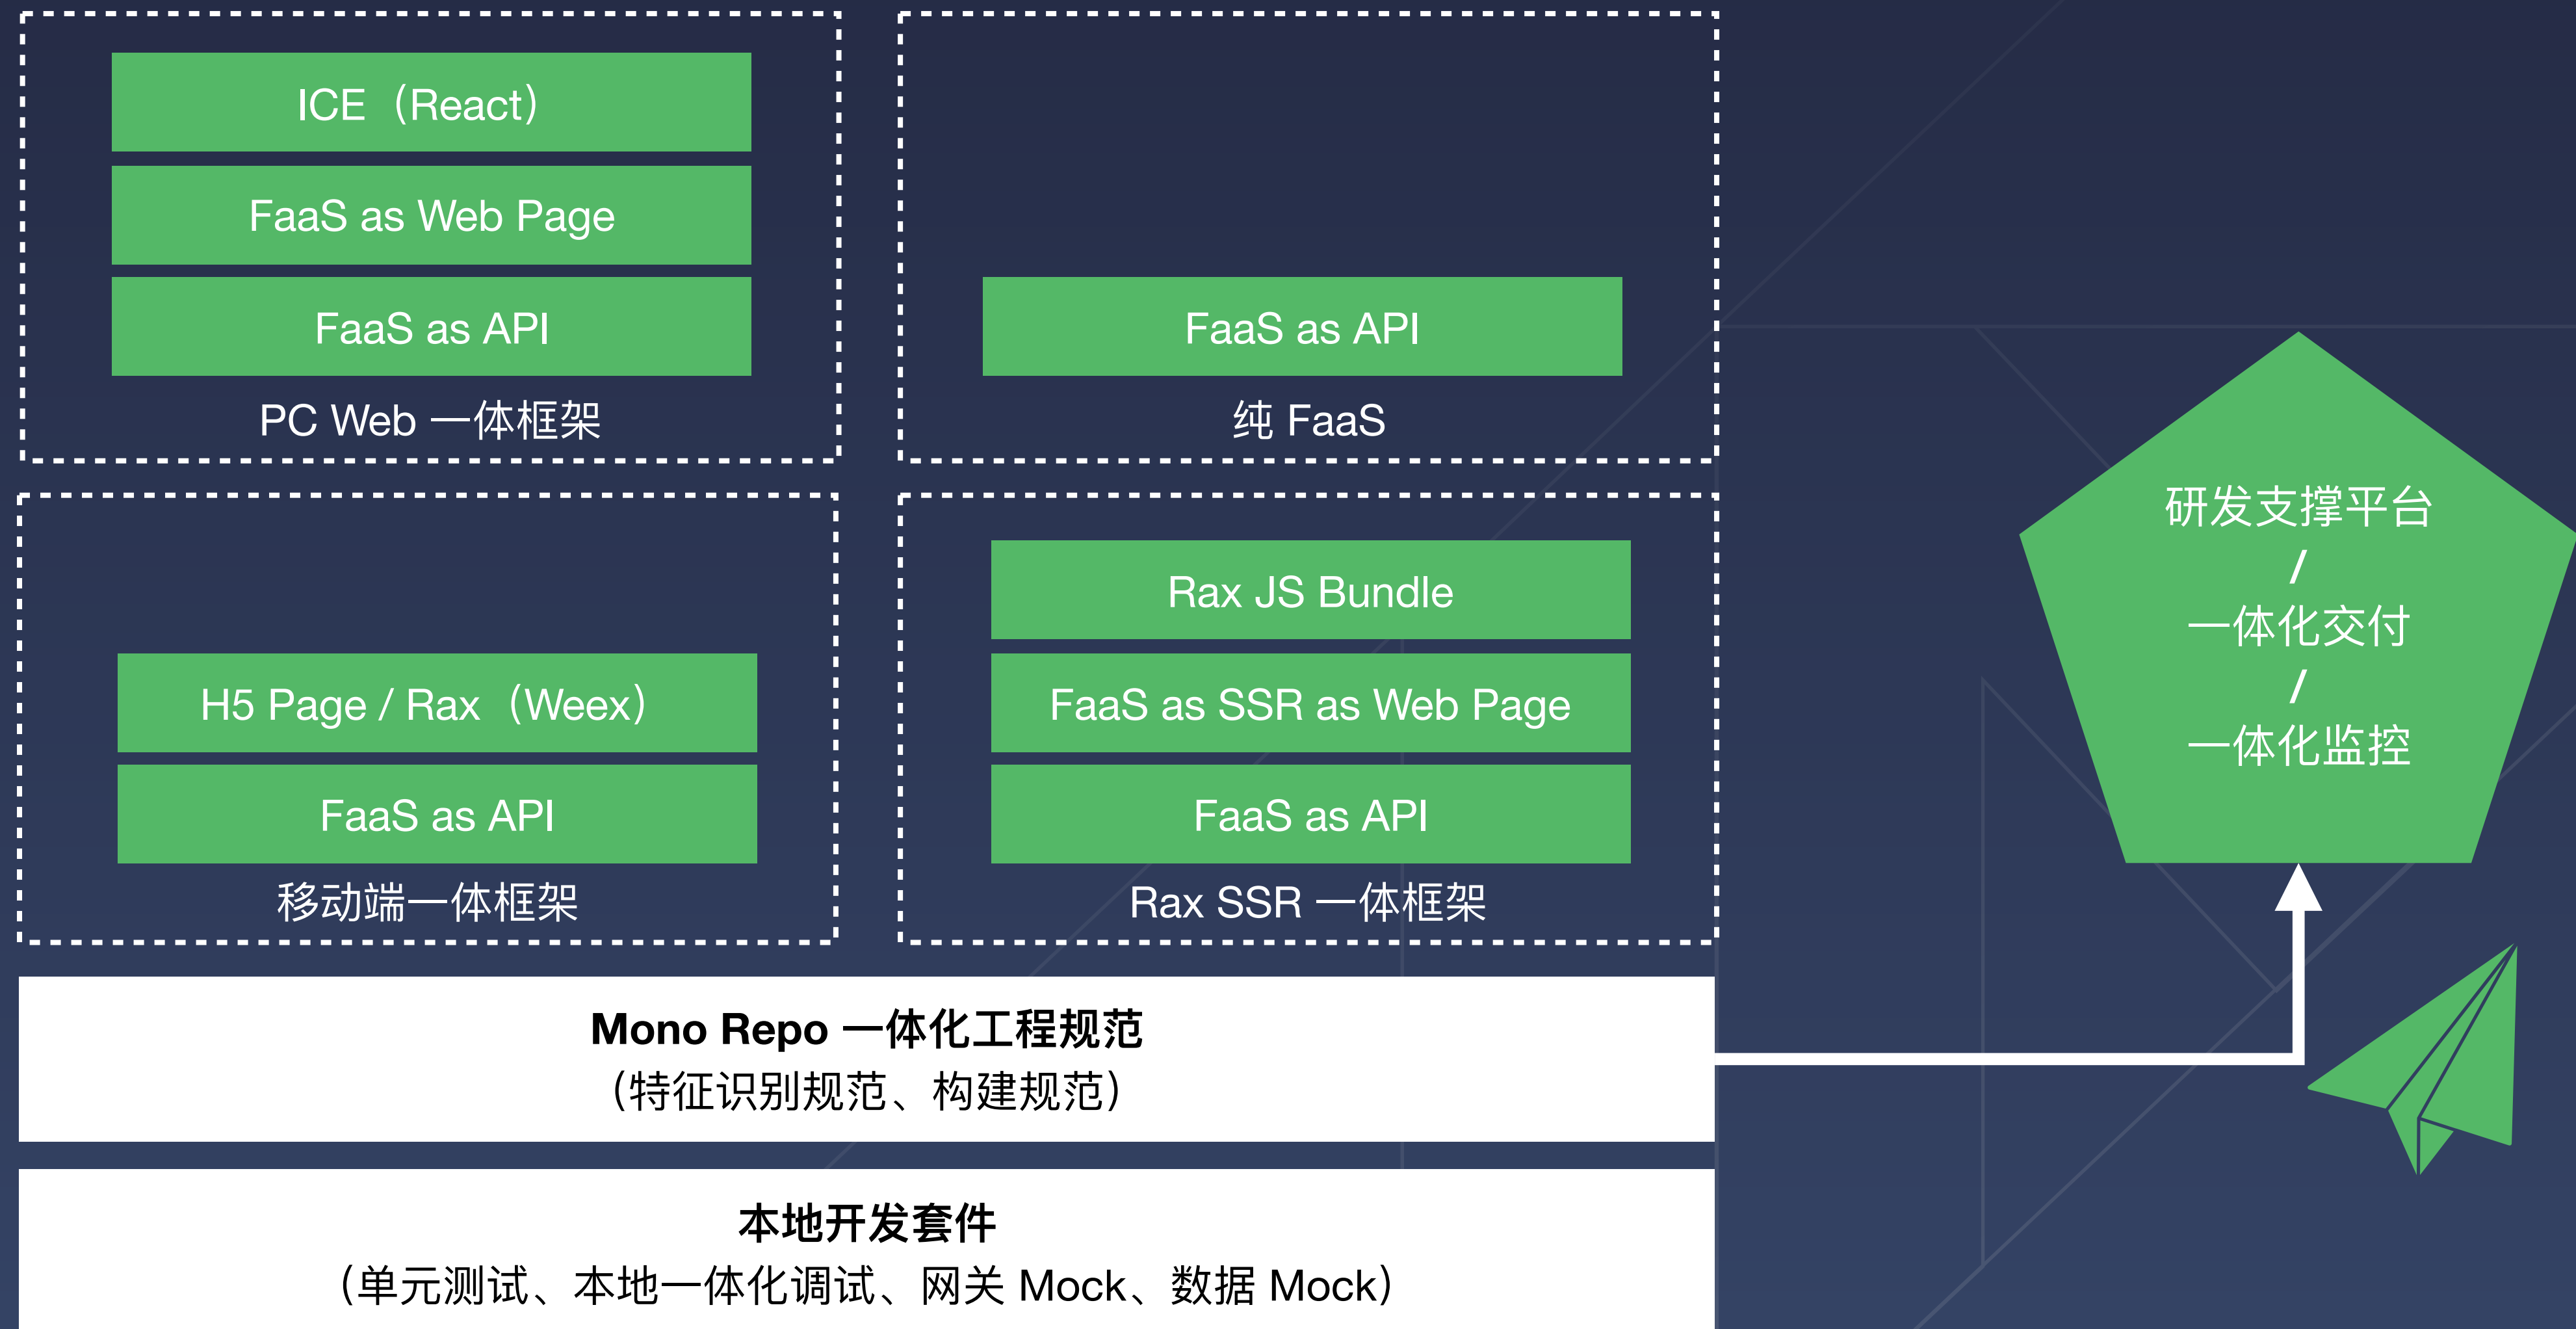 ICE（React）
FaaS as Web Page
FaaS as API
PC Web 一体框架
FaaS as API
纯 FaaS
H5 Page / Rax（Weex）
FaaS as API
移动端一体框架
Rax JS Bundle
FaaS as SSR as Web Page
FaaS as API
Rax SSR 一体框架
研发支撑平台
/
一体化交付
/
一体化监控
Mono Repo 一体化工程规范
（特征识别规范、构建规范）
本地开发套件
（单元测试、本地一体化调试、网关 Mock、数据 Mock）